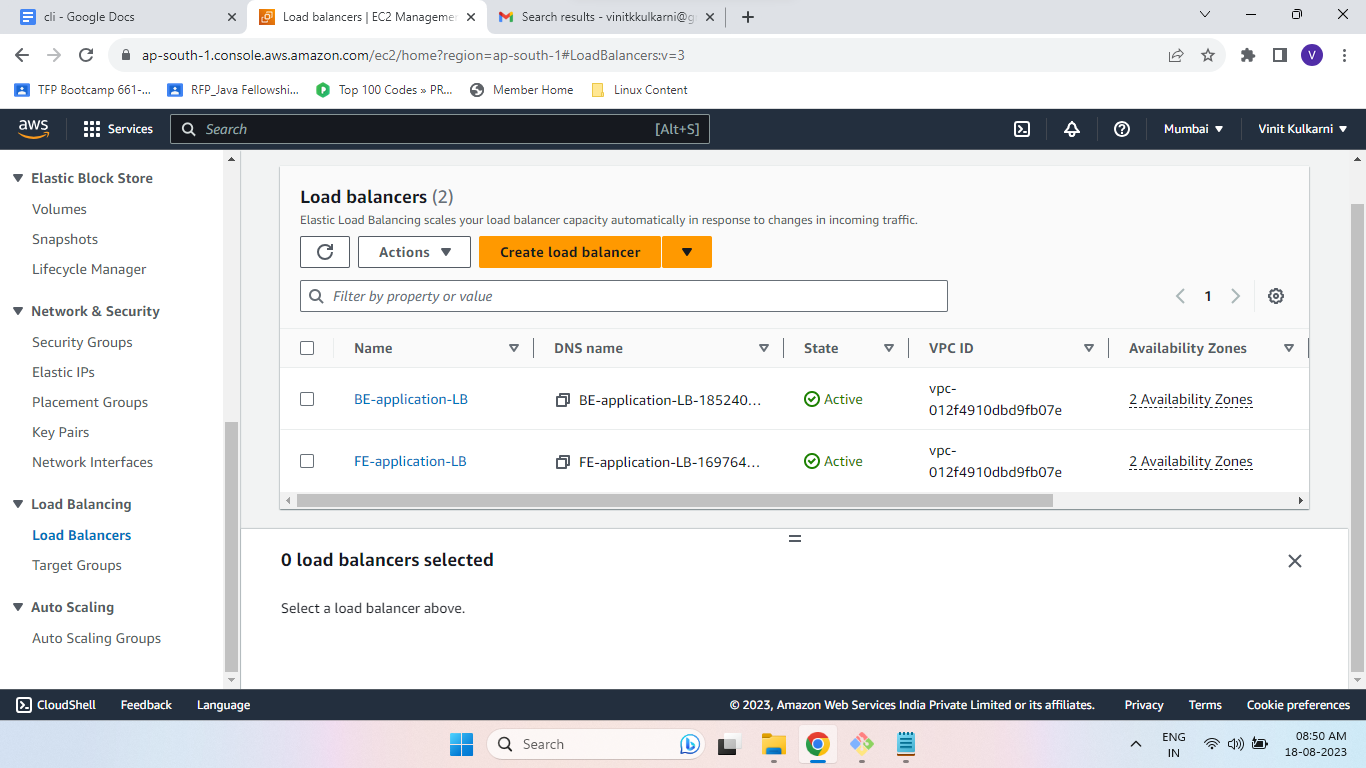 cli - Google Docs
Load balancers | EC2 Managemen
Search results - vinitkkulkarni@g
ap-south-1.console.aws.amazon.com/ec2/home?region=ap-south-1#LoadBalancers:v=3
V
TFP Bootcamp 661-...
RFP_Java Fellowshi...
Top 100 Codes » PR...
Member Home
Linux Content
aws
Services
Search
[Alt+S]
Mumbai
Vinit Kulkarni
Elastic Block Store
Volumes
Snapshots
Lifecycle Manager
Network & Security
Security Groups
Elastic IPs
Placement Groups
Key Pairs
Network Interfaces
Load Balancing
Load Balancers
Target Groups
Auto Scaling
Auto Scaling Groups
Load balancers (2)
Elastic Load Balancing scales your load balancer capacity automatically in response to changes in incoming traffic.
Actions
Create load balancer
Filter by property or value
1
Name
DNS name
State
VPC ID
Availability Zones
BE-application-LB
BE-application-LB-185240...
Active
vpc-
012f4910dbd9fb07e
2 Availability Zones
FE-application-LB
FE-application-LB-169764...
Active
vpc-
012f4910dbd9fb07e
2 Availability Zones
0 load balancers selected
Select a load balancer above.
CloudShell
Feedback
Language
© 2023, Amazon Web Services India Private Limited or its affiliates.
Privacy
Terms
Cookie preferences
Search
ENG
IN
08:50 AM
18-08-2023